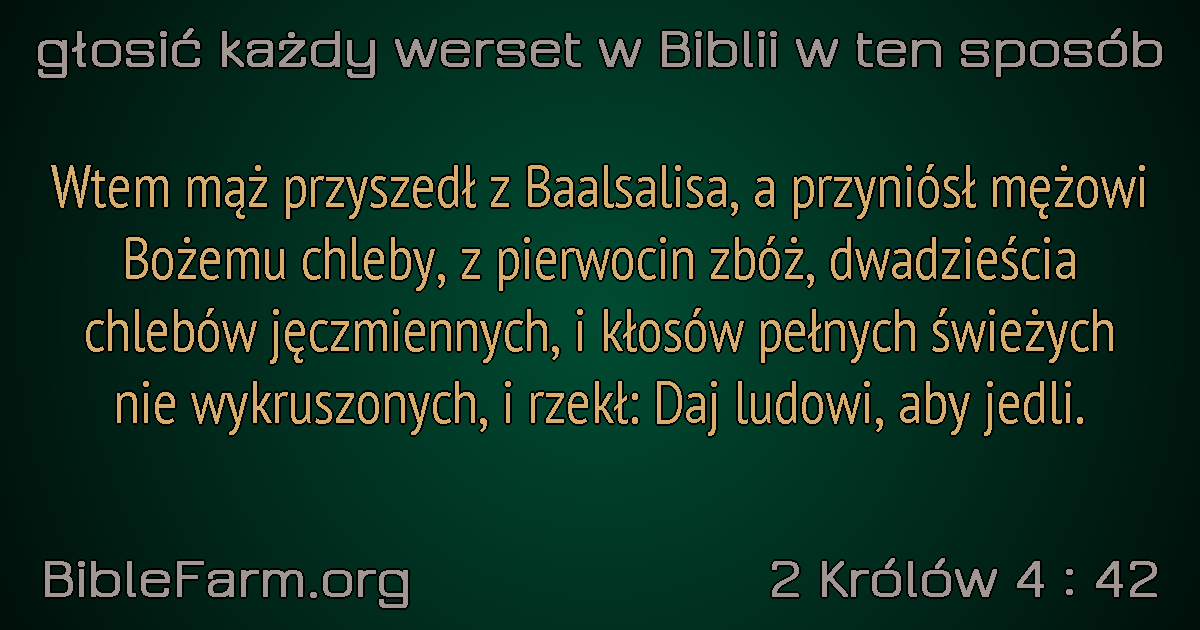 głosić każdy werset w Biblii w ten sposób
Wtem mąż przyszedł z Baalsalisa, a przyniósł mężowi
Bożemu chleby, z pierwocin zbóż, dwadzieścia
chlebów jęczmiennych, i kłosów pełnych świeżych
nie wykruszonych, i rzekł: Daj ludowi, aby jedli.
BibleFarm.org
2 Królów 4 : 42